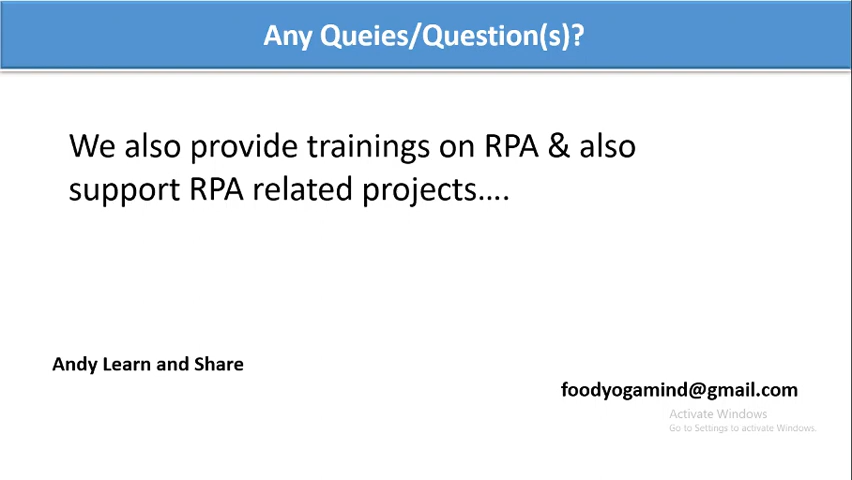 Any Queies/Question(s)?
We also provide trainings on RPA & also
support RPA related projects....
Andy Learn and Share
foodyogamind@gmail.com
Activate Windows
Go to Settings to activate Windows.